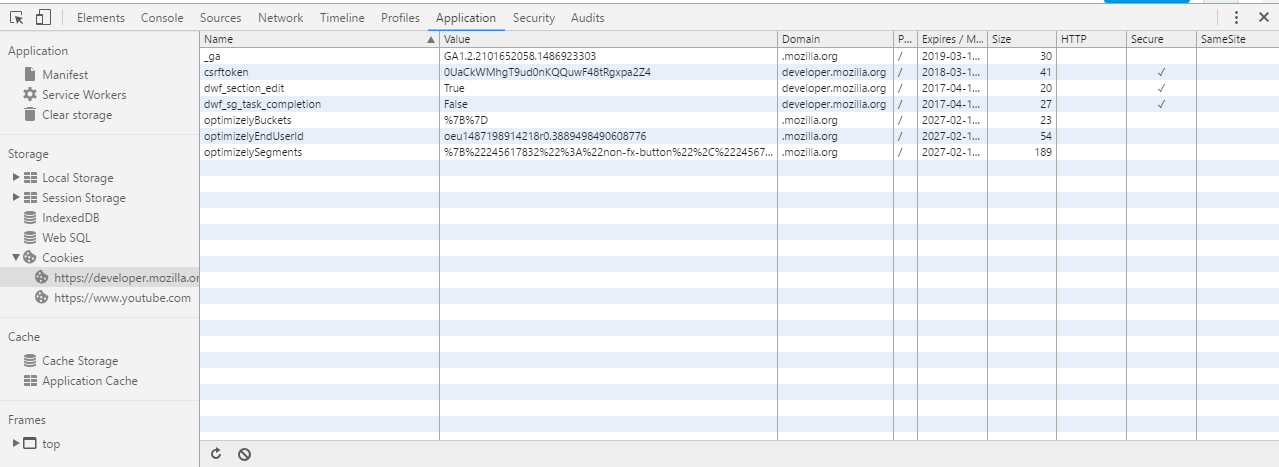 Elements Console Sources Network Timeline Profiles Application Security Audits
Application
Manifest
Service Workers
Clear storage
Storage
Local Storage
Session Storage
IndexedDB
Web SQL
Cookies
https://developer.mozilla.or
https://www.youtube.com
Cache
Cache Storage
Application Cache
Frames
top
Name Value Domain P... Expires / M... Size HTTP Secure SameSite
_ga GA1.2.2101652058.1486923303 .mozilla.org / 2019-03-1... 30
csrftoken 0UaCkWMhgT9ud0nKQQuwF48tRgxpa2Z4 developer.mozilla.org / 2018-03-1... 41 ✓
dwf_section_edit True developer.mozilla.org / 2017-04-1... 20 ✓
dwf_sg_task_completion False developer.mozilla.org / 2017-04-1... 27 ✓
optimizelyBuckets %7B%7D .mozilla.org / 2027-02-1... 23
optimizelyEndUserId oeu1487198914218r0.3889498490608776 .mozilla.org / 2027-02-1... 54
optimizelySegments %7B%22245617832%22%3A%22non-fx-button%22%2C%2224567... .mozilla.org / 2027-02-1... 189